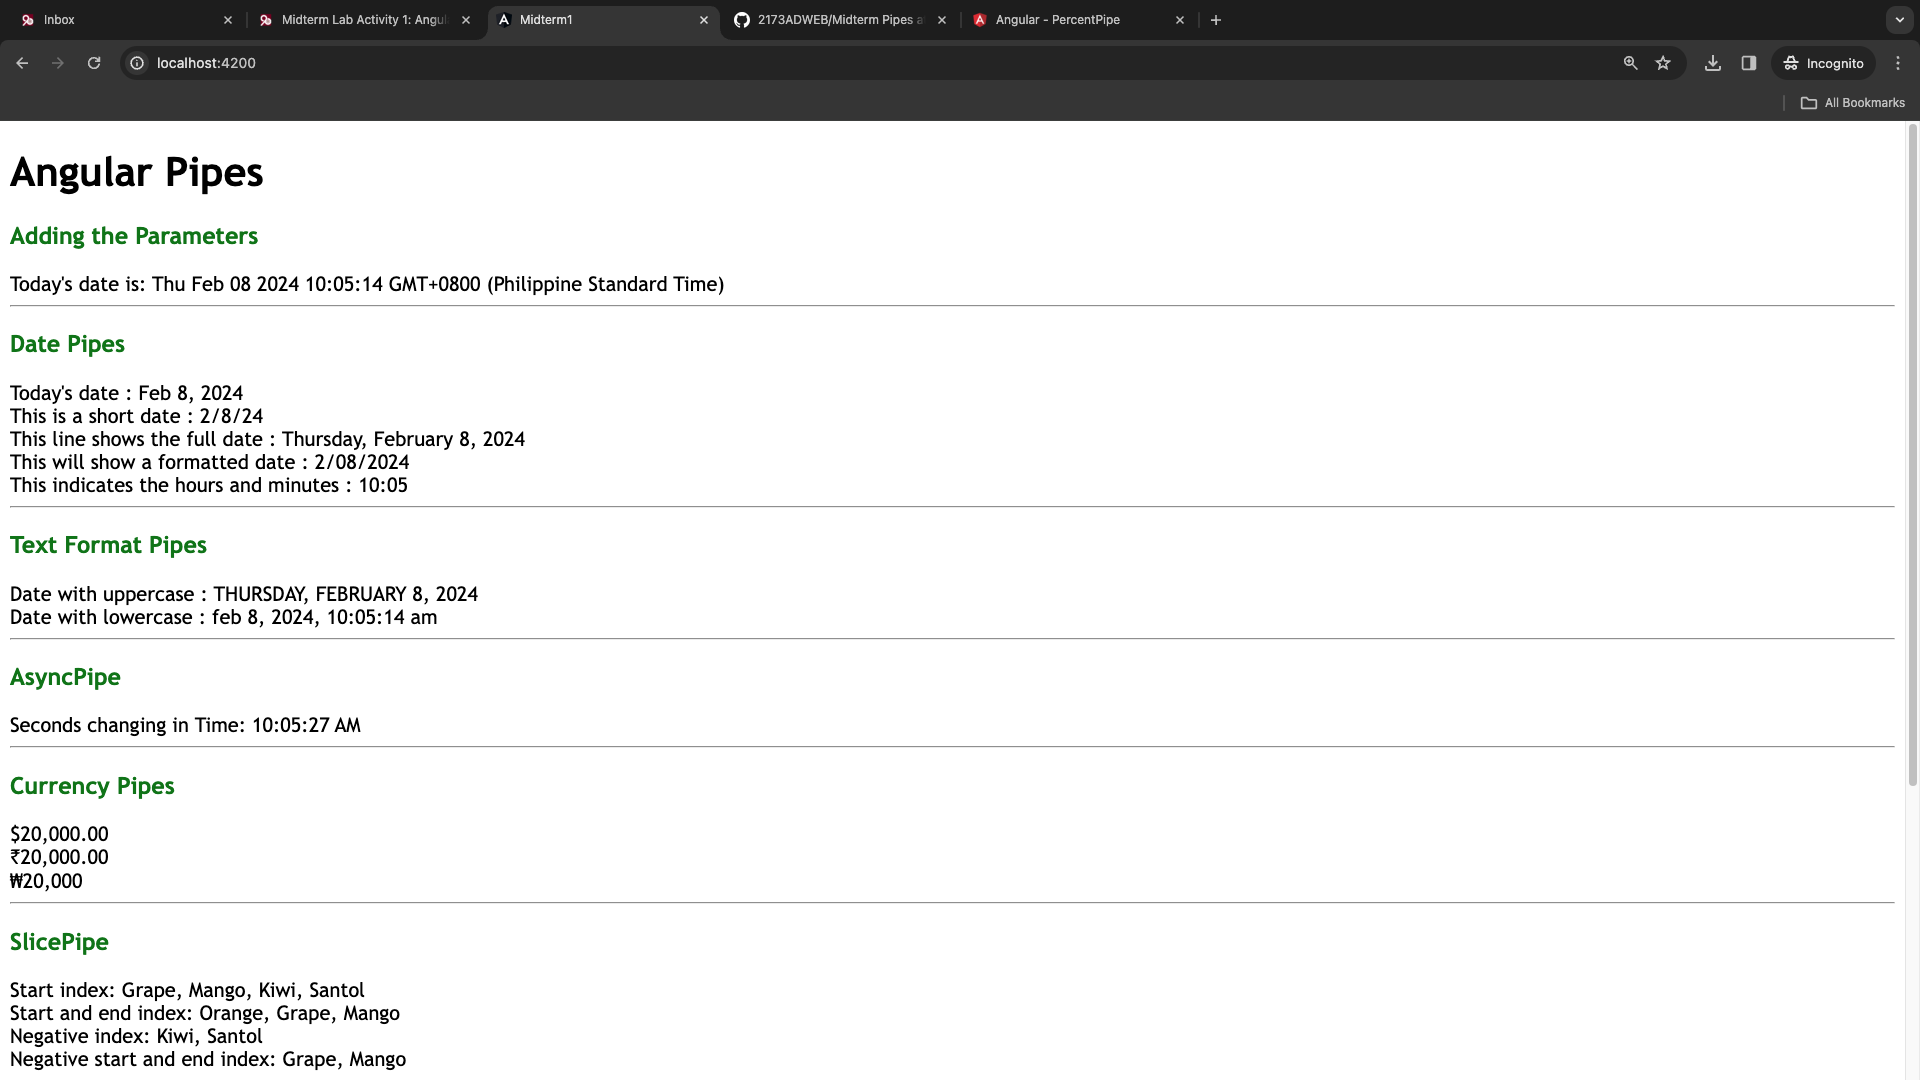 Inbox
Midterm Lab Activity 1: Angul
Midterm1
2173ADWEB/Midterm Pipes a
Angular - PercentPipe
localhost:4200
Incognito
All Bookmarks
Angular Pipes
Adding the Parameters
Today's date is: Thu Feb 08 2024 10:05:14 GMT+0800 (Philippine Standard Time)
Date Pipes
Today's date : Feb 8, 2024
This is a short date : 2/8/24
This line shows the full date : Thursday, February 8, 2024
This will show a formatted date : 2/08/2024
This indicates the hours and minutes : 10:05
Text Format Pipes
Date with uppercase : THURSDAY, FEBRUARY 8, 2024
Date with lowercase : feb 8, 2024, 10:05:14 am
AsyncPipe
Seconds changing in Time: 10:05:27 AM
Currency Pipes
$20,000.00
₹20,000.00
₩20,000
SlicePipe
Start index: Grape, Mango, Kiwi, Santol
Start and end index: Orange, Grape, Mango
Negative index: Kiwi, Santol
Negative start and end index: Grape, Mango